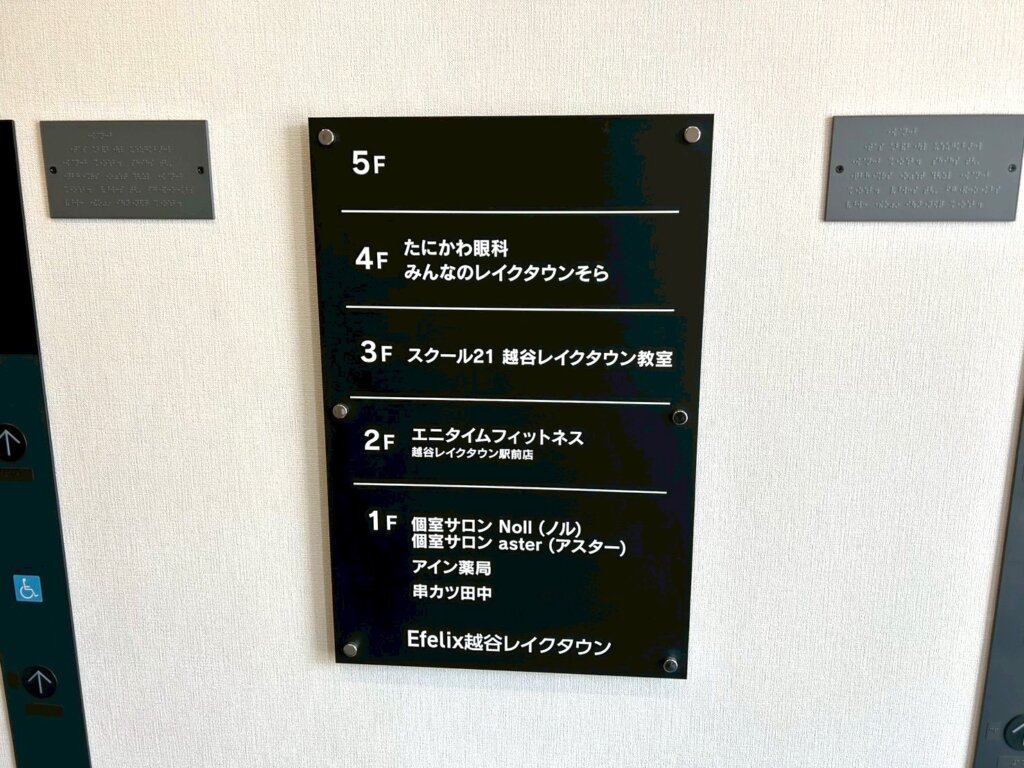 5F
4F たにかわ眼科
みんなのレイクタウンそら
3F スクール21 越谷レイクタウン教室
2F エニタイムフィットネス
越谷レイクタウン駅前店
1F 個室サロン Noll (ノル)
個室サロン aster (アスター)
アイン薬局
串カツ田中
Efelix越谷レイクタウン